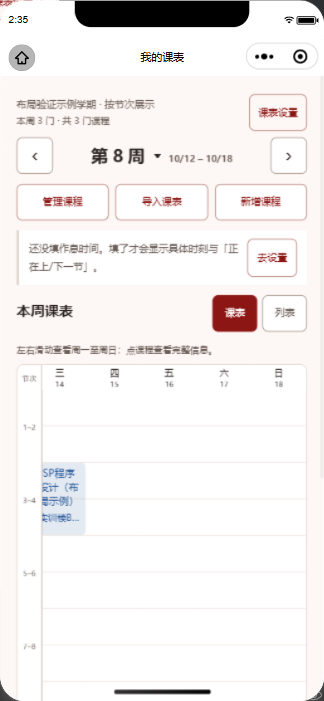 2:35
我的课表
布局验证示例学期 · 按节次展示
本周 3 门 · 共 3 门课程
课表设置
第 8 周
10/12 – 10/18
管理课程
导入课表
新增课程
还没填作息时间。填了才会显示具体时刻与「正
在上/下一节」。
去设置
本周课表
课表
列表
左右滑动查看周一至周日；点课程查看完整信息。
节次
三
14
四
15
五
16
六
17
日
18
1–2
3–4
SP程序
设计（布
局示例）
实训楼B...
5–6
7–8